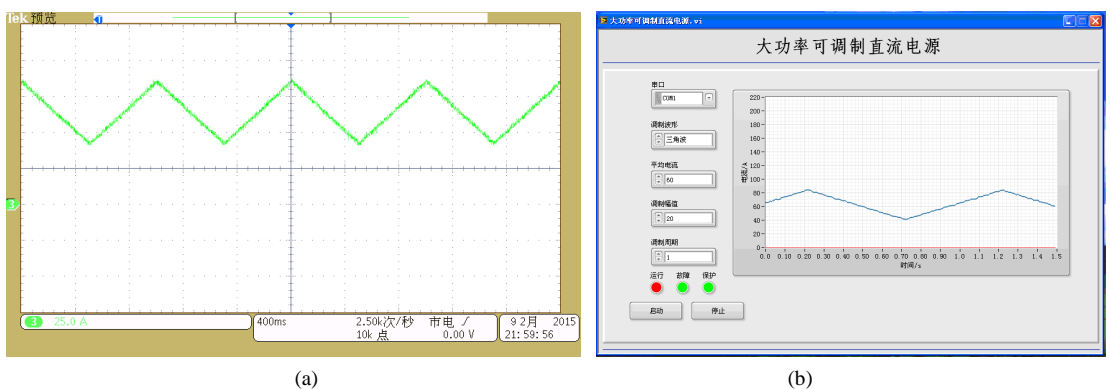 Tek 预览
T
3
3 25.0 A
400ms
2.50k次/秒
10k 点
市电
0.00 V
9 2月 2015
21:59:56
(a)
大功率可调制直流电源.vi
大功率可调制直流电源
串口
COM1
调制波形
三角波
平均电流
60
调制幅值
20
调制周期
1
运行 故障 保护
启动 停止
电流/A
220
200
180
160
140
120
100
80
60
40
20
0
0.0 0.10 0.20 0.30 0.40 0.50 0.60 0.70 0.80 0.90 1.0 1.1 1.2 1.3 1.4 1.5
时间/s
(b)